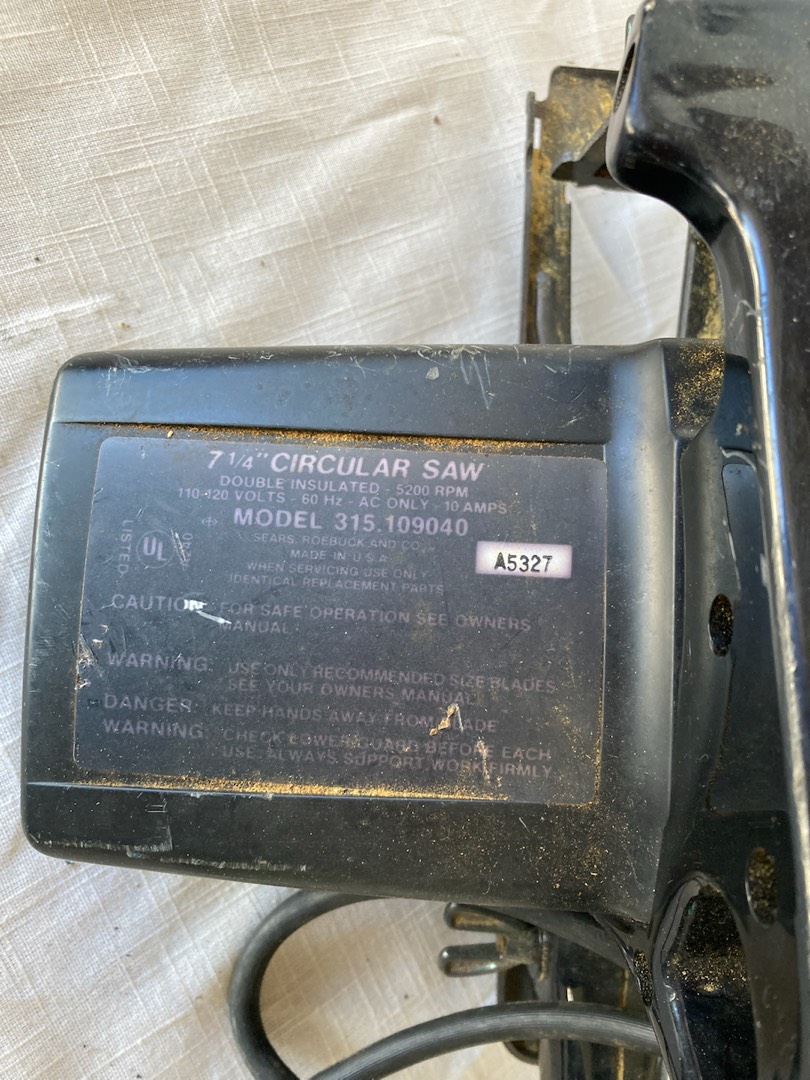 7 1/4" CIRCULAR SAW
DOUBLE INSULATED - 5200 RPM
110-120 VOLTS - 60 Hz - AC ONLY - 10 AMPS
MODEL 315.109040
SEARS, ROEBUCK AND CO.,
MADE IN U.S.A.
WHEN SERVICING USE ONLY
IDENTICAL REPLACEMENT PARTS
LISTED
UL
A5327
CAUTION: FOR SAFE OPERATION SEE OWNERS
MANUAL.
WARNING: USE ONLY RECOMMENDED SIZE BLADES
SEE YOUR OWNERS MANUAL
DANGER: KEEP HANDS AWAY FROM BLADE
WARNING: CHECK LOWER GUARD BEFORE EACH
USE. ALWAYS SUPPORT WORK FIRMLY